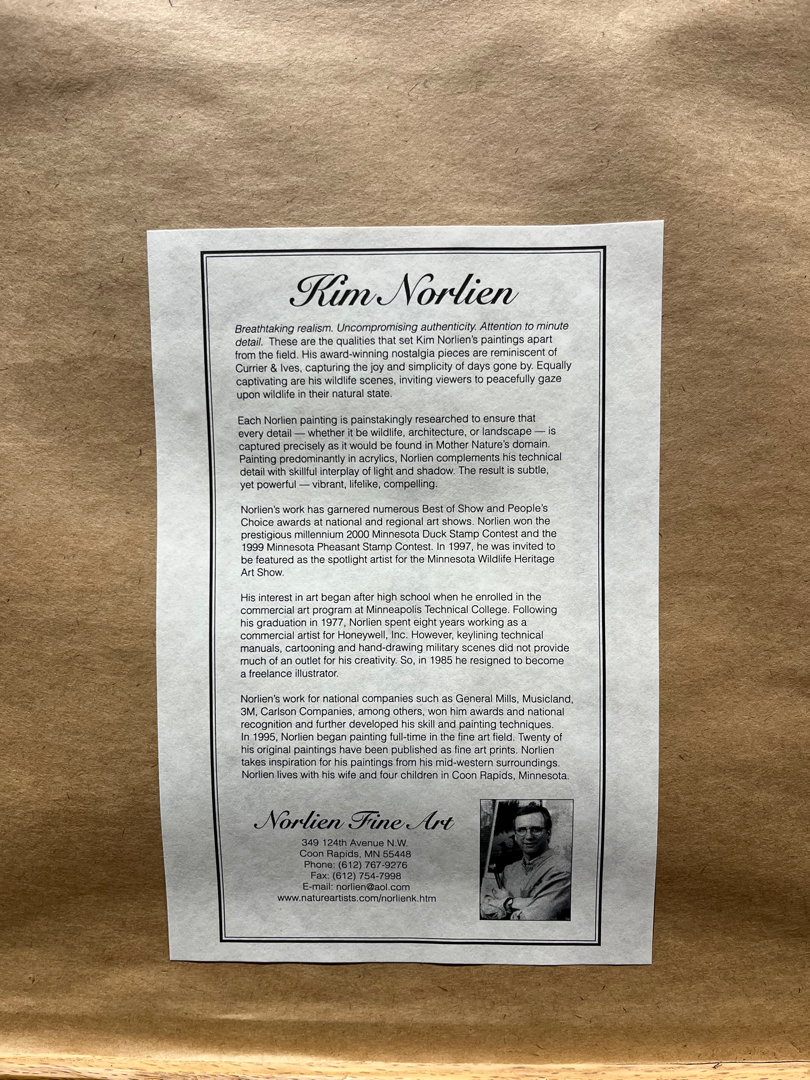 Kim Norlien
Breathtaking realism. Uncompromising authenticity. Attention to minute
detail. These are the qualities that set Kim Norlien's paintings apart
from the field. His award-winning nostalgia pieces are reminiscent of
Currier & Ives, capturing the joy and simplicity of days gone by. Equally
captivating are his wildlife scenes, inviting viewers to peacefully gaze
upon wildlife in their natural state.
Each Norlien painting is painstakingly researched to ensure that
every detail — whether it be wildlife, architecture, or landscape — is
captured precisely as it would be found in Mother Nature's domain.
Painting predominantly in acrylics, Norlien complements his technical
detail with skillful interplay of light and shadow. The result is subtle,
yet powerful — vibrant, lifelike, compelling.
Norlien's work has garnered numerous Best of Show and People's
Choice awards at national and regional art shows. Norlien won the
prestigious millennium 2000 Minnesota Duck Stamp Contest and the
1999 Minnesota Pheasant Stamp Contest. In 1997, he was invited to
be featured as the spotlight artist for the Minnesota Wildlife Heritage
Art Show.
His interest in art began after high school when he enrolled in the
commercial art program at Minneapolis Technical College. Following
his graduation in 1977, Norlien spent eight years working as a
commercial artist for Honeywell, Inc. However, keylining technical
manuals, cartooning and hand-drawing military scenes did not provide
much of an outlet for his creativity. So, in 1985 he resigned to become
a freelance illustrator.
Norlien's work for national companies such as General Mills, Musicland,
3M, Carlson Companies, among others, won him awards and national
recognition and further developed his skill and painting techniques.
In 1995, Norlien began painting full-time in the fine art field. Twenty of
his original paintings have been published as fine art prints. Norlien
takes inspiration for his paintings from his mid-western surroundings.
Norlien lives with his wife and four children in Coon Rapids, Minnesota.
Norlien Fine Art
349 124th Avenue N.W.
Coon Rapids, MN 55448
Phone: (612) 767-9276
Fax: (612) 754-7998
E-mail: norlien@aol.com
www.natureartists.com/norlienk.htm